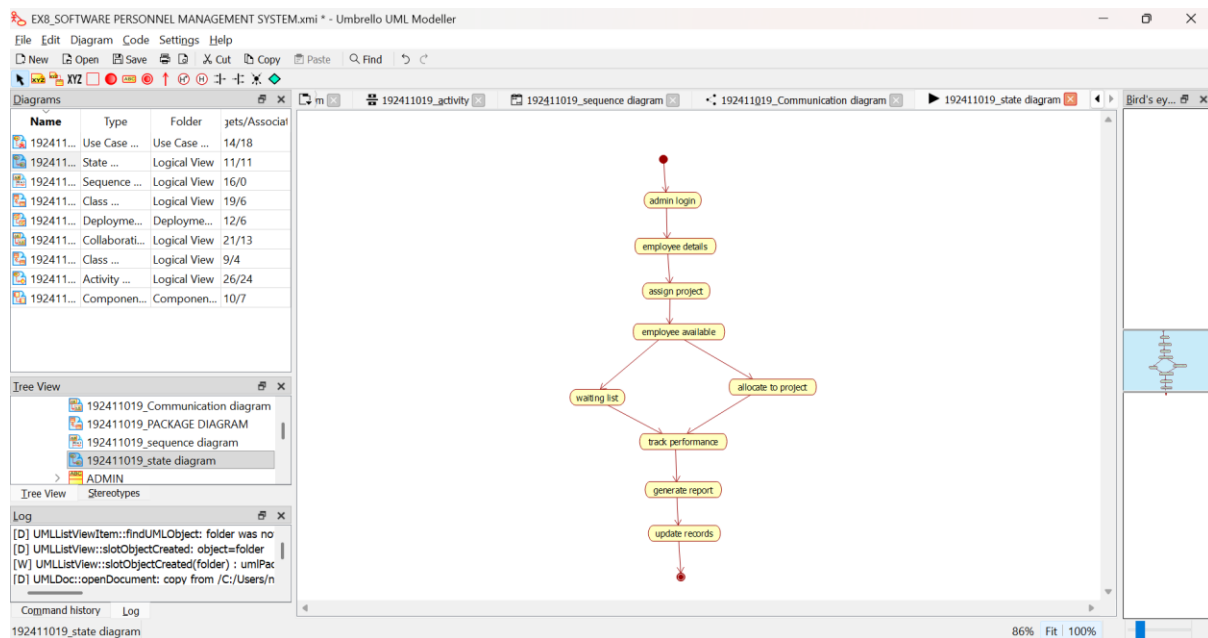 EX8_SOFTWARE PERSONNEL MANAGEMENT SYSTEM.xmi * - Umbrello UML Modeller
File Edit Diagram Code Settings Help
New Open Save Cut Copy Paste Find
XYZ XYZ ABC H H
Diagrams
m 192411019_activity 192411019_sequence diagram 192411019_Communication diagram 192411019_state diagram
Bird's ey...
Name Type Folder gets/Associat
192411... Use Case ... Use Case ... 14/18
192411... State ... Logical View 11/11
192411... Sequence ... Logical View 16/0
192411... Class ... Logical View 19/6
192411... Deployme... Deployme... 12/6
192411... Collaborati... Logical View 21/13
192411... Class ... Logical View 9/4
192411... Activity ... Logical View 26/24
192411... Componen... Componen... 10/7
Tree View
192411019_Communication diagram
192411019_PACKAGE DIAGRAM
192411019_sequence diagram
192411019_state diagram
ABC ADMIN
Tree View Stereotypes
Log
[D] UMLListViewItem::findUMLObject: folder was no
[D] UMLListView::slotObjectCreated: object=folder
[W] UMLListView::slotObjectCreated(folder) : umlPac
[D] UMLDoc::openDocument: copy from /C:/Users/n
Command history Log
admin login
employee details
assign project
employee available
waiting list
allocate to project
track performance
generate report
update records
192411019_state diagram
86% Fit 100%